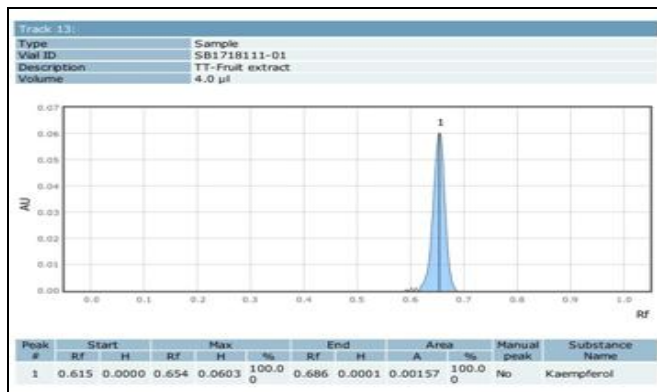 Track 13:
Type Sample
Vial ID SB1718111-01
Description TT-Fruit extract
Volume 4.0 µl
0.07
0.06
0.05
0.04
0.03
0.02
0.01
0.00
AU
1
0.0 0.1 0.2 0.3 0.4 0.5 0.6 0.7 0.8 0.9 1.0
Rf
Peak Start Max End Area Manual Substance
# Rf H Rf H % Rf H A % peak Name
1 0.615 0.0000 0.654 0.0603 100.0 0.686 0.0001 0.00157 100.0 No Kaempferol
0 0